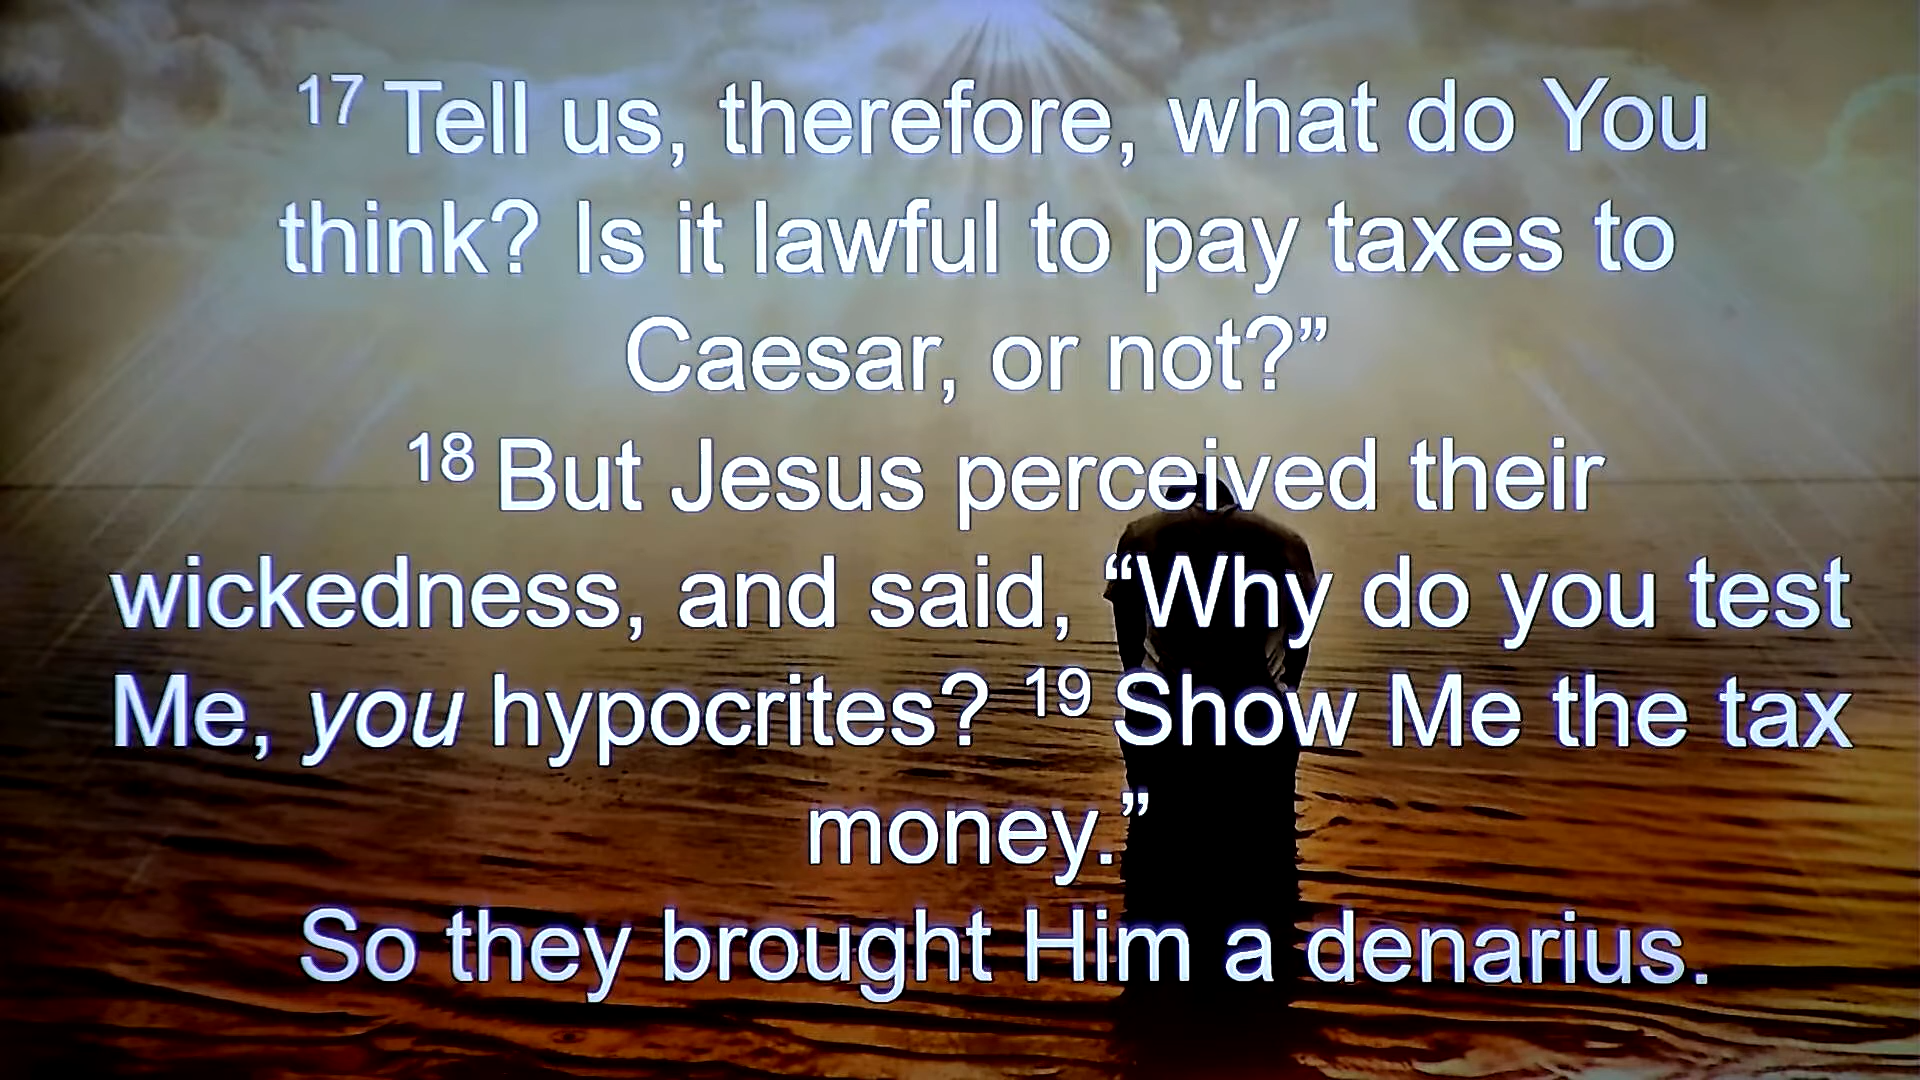 17 Tell us, therefore, what do You
think? Is it lawful to pay taxes to
Caesar, or not?”
18 But Jesus perceived their
wickedness, and said, “Why do you test
Me, you hypocrites? 19 Show Me the tax
money.”
So they brought Him a denarius.